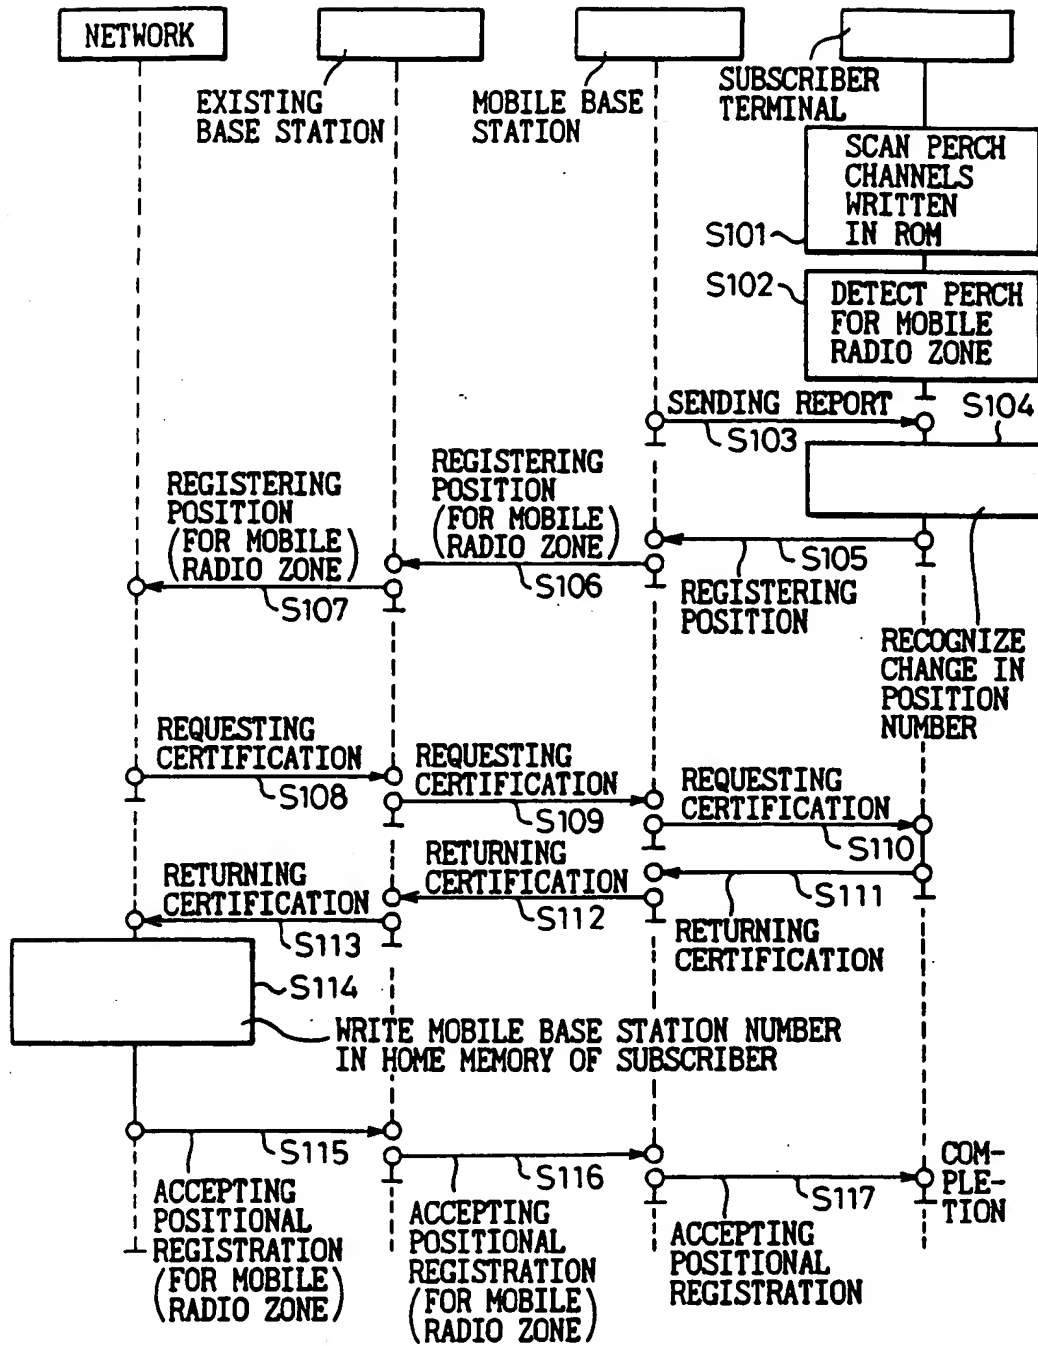 NETWORK
EXISTING
BASE STATION
MOBILE BASE
STATION
SUBSCRIBER
TERMINAL
SCAN PERCH
CHANNELS
WRITTEN
IN ROM
S101
S102
DETECT PERCH
FOR MOBILE
RADIO ZONE
SENDING REPORT
S103
S104
REGISTERING
POSITION
(FOR MOBILE)
(RADIO ZONE)
S107
REGISTERING
POSITION
(FOR MOBILE)
(RADIO ZONE)
S106
S105
REGISTERING
POSITION
RECOGNIZE
CHANGE IN
POSITION
NUMBER
REQUESTING
CERTIFICATION
S108
REQUESTING
CERTIFICATION
S109
REQUESTING
CERTIFICATION
S110
RETURNING
CERTIFICATION
S113
RETURNING
CERTIFICATION
S112
S111
RETURNING
CERTIFICATION
S114
WRITE MOBILE BASE STATION NUMBER
IN HOME MEMORY OF SUBSCRIBER
S115
ACCEPTING
POSITIONAL
REGISTRATION
(FOR MOBILE)
(RADIO ZONE)
S116
ACCEPTING
POSITIONAL
REGISTRATION
(FOR MOBILE)
(RADIO ZONE)
S117
ACCEPTING
POSITIONAL
REGISTRATION
COM-
PLE-
TION